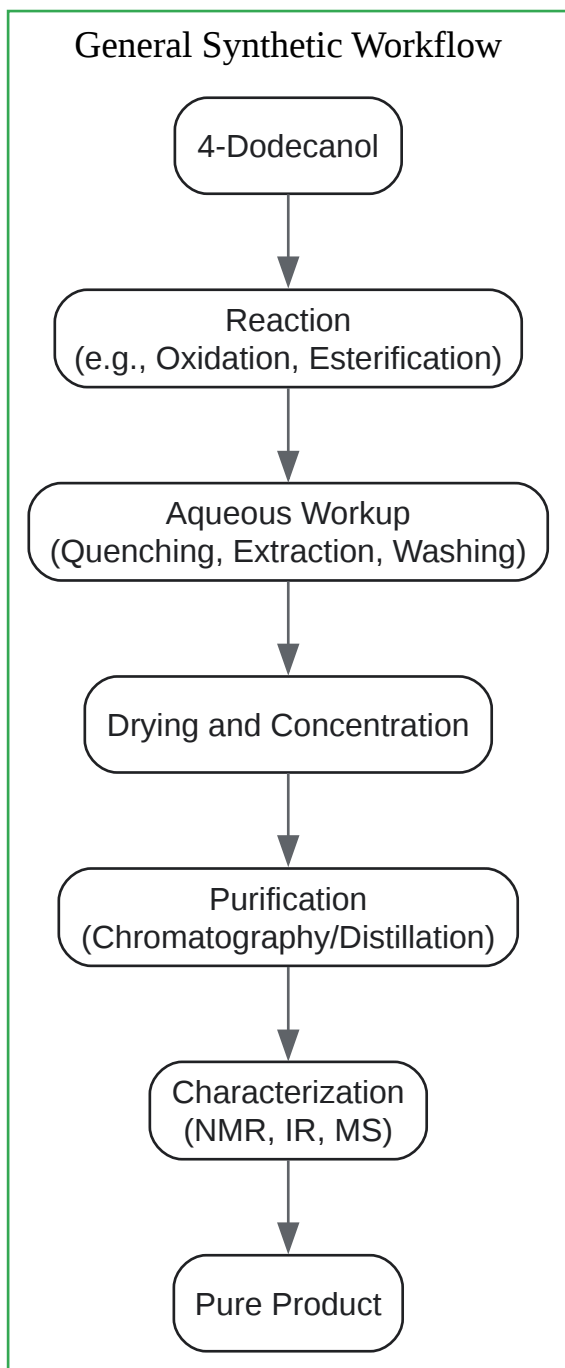 General Synthetic Workflow
4-Dodecanol
Reaction
(e.g., Oxidation, Esterification)
Aqueous Workup
(Quenching, Extraction, Washing)
Drying and Concentration
Purification
(Chromatography/Distillation)
Characterization
(NMR, IR, MS)
Pure Product